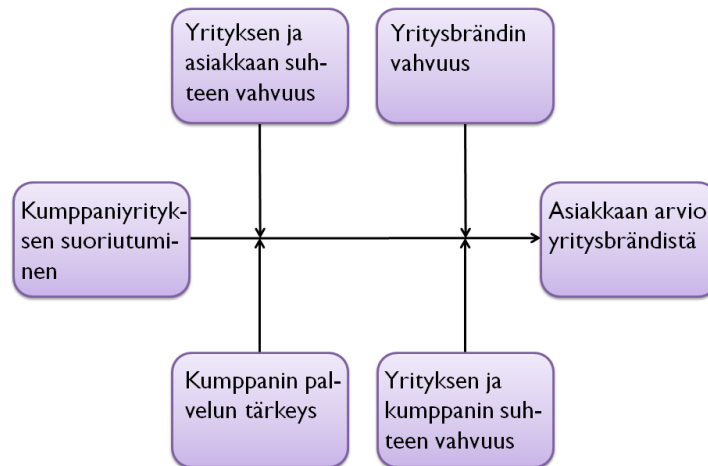 Yrityksen ja
asiakkaan suh-
teen vahvuus
Yritysbrändin
vahvuus
Kumppaniyrityk-
sen suoriutumi-
nen
Asiakkaan arvio
yritysbrändistä
Kumppanin pal-
velun tärkeys
Yrityksen ja
kumppanin suh-
teen vahvuus